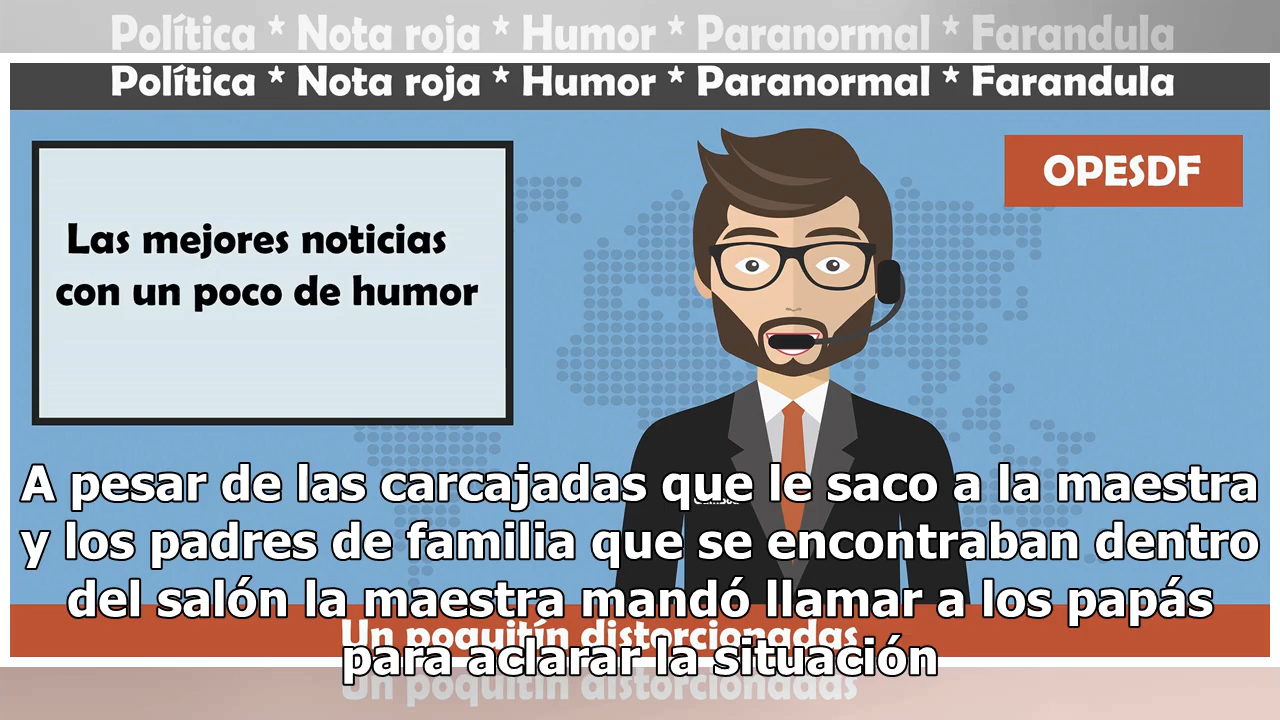 Política * Nota roja * Humor * Paranormal * Farandula
Política * Nota roja * Humor * Paranormal * Farandula
OPESDF
Las mejores noticias
con un poco de humor
A pesar de las carcajadas que le saco a la maestra
y los padres de familia que se encontraban dentro
del salón la maestra mandó llamar a los papás
Un poquitín distorcionadas
para aclarar la situación
Un poquitín distorcionadas